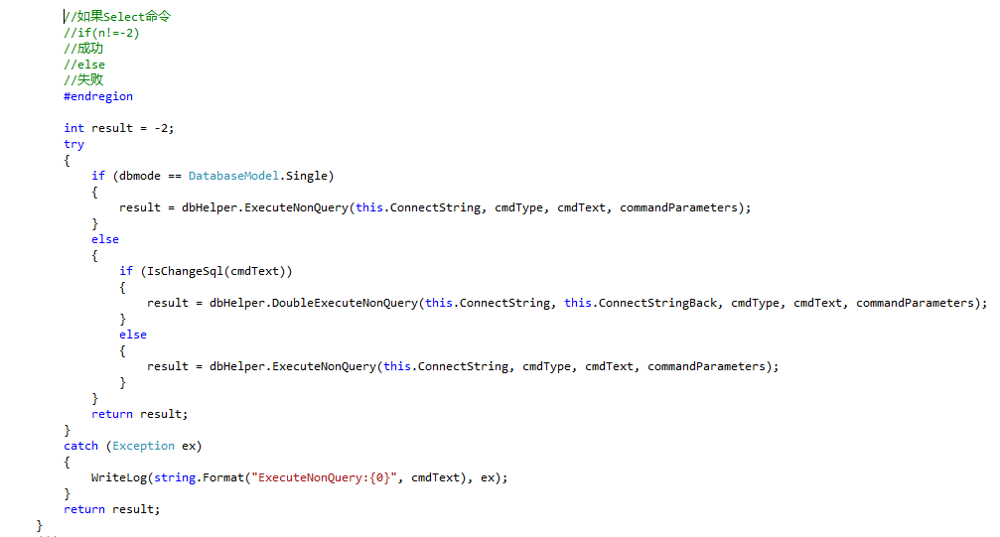 //如果Select命令
//if(n!=-2)
//成功
//else
//失败
#endregion
int result = -2;
try
{
if (dbmode == DatabaseModel.Single)
{
result = dbHelper.ExecuteNonQuery(this.ConnectString, cmdType, cmdText, commandParameters);
}
else
{
if (IsChangeSql(cmdText))
{
result = dbHelper.DoubleExecuteNonQuery(this.ConnectString, this.ConnectStringBack, cmdType, cmdText, commandParameters);
}
else
{
result = dbHelper.ExecuteNonQuery(this.ConnectString, cmdType, cmdText, commandParameters);
}
}
return result;
}
catch (Exception ex)
{
WriteLog(string.Format("ExecuteNonQuery:{0}", cmdText), ex);
}
return result;
}